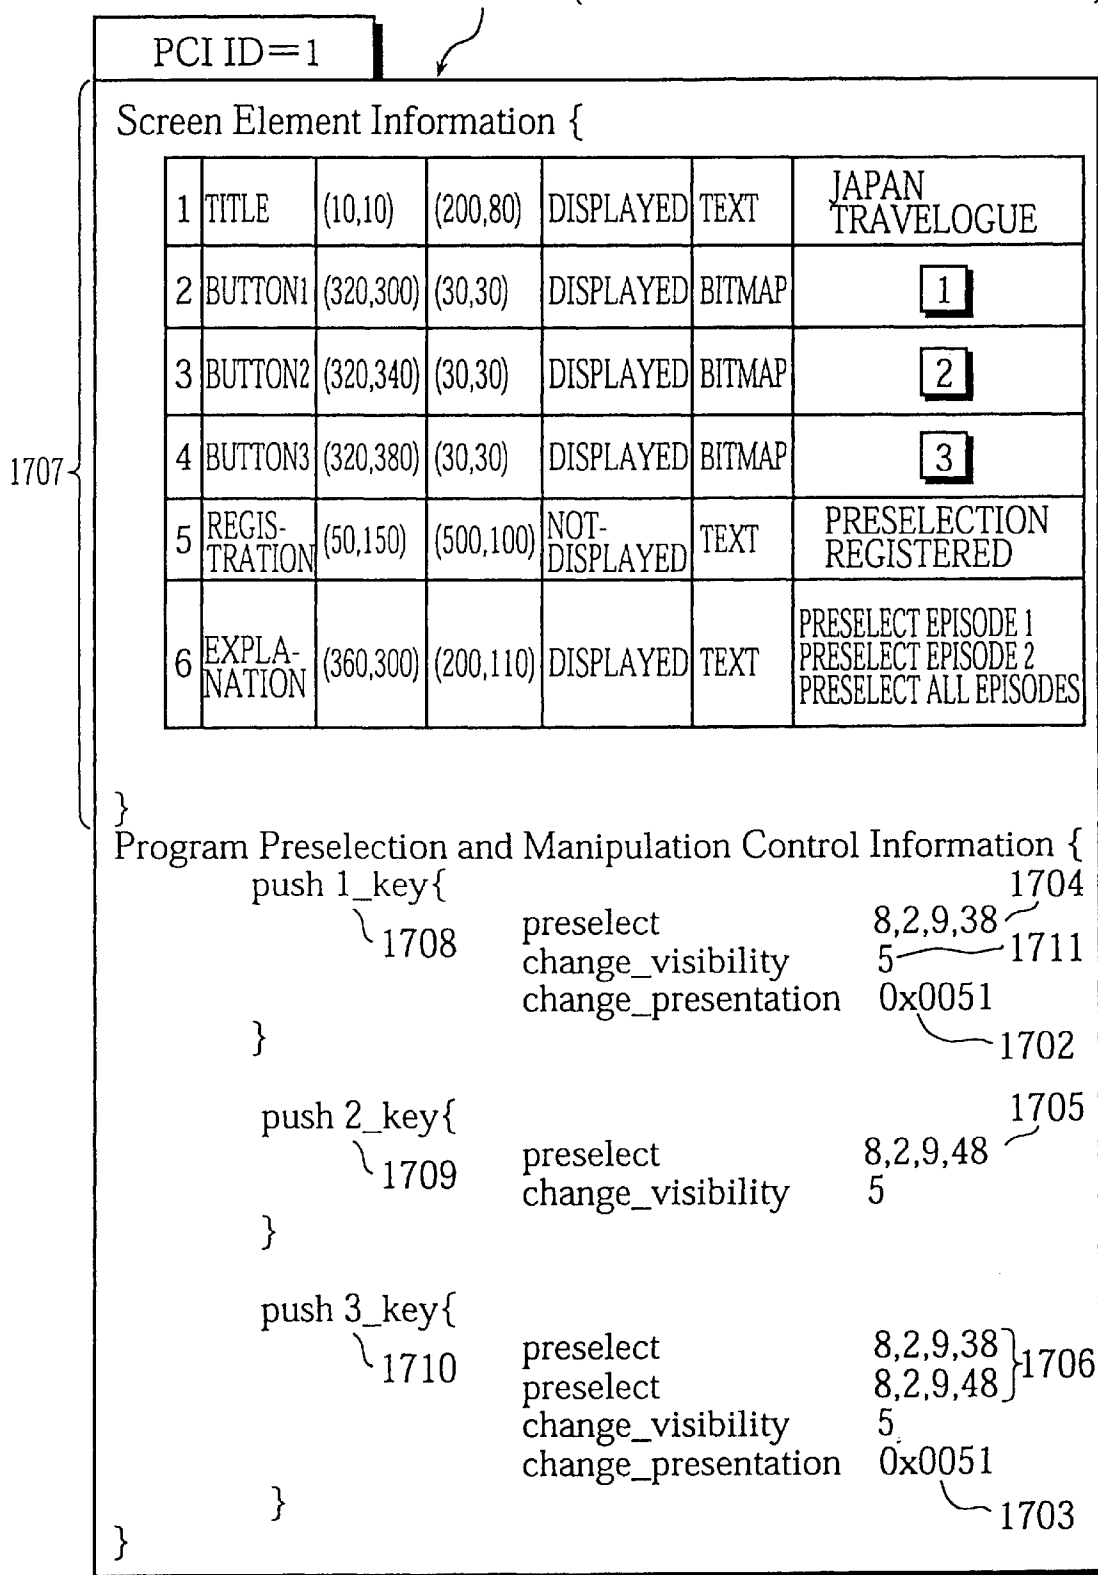 PCI ID=1
Screen Element Information {
1 TITLE (10,10) (200,80) DISPLAYED TEXT JAPAN TRAVELOGUE
2 BUTTON1 (320,300) (30,30) DISPLAYED BITMAP 1
3 BUTTON2 (320,340) (30,30) DISPLAYED BITMAP 2
4 BUTTON3 (320,380) (30,30) DISPLAYED BITMAP 3
5 REGIS-TRATION (50,150) (500,100) NOT-DISPLAYED TEXT PRESELECTION REGISTERED
6 EXPLA-NATION (360,300) (200,110) DISPLAYED TEXT PRESELECT EPISODE 1
PRESELECT EPISODE 2
PRESELECT ALL EPISODES
1707
}
Program Preselection and Manipulation Control Information {
push 1_key{ 1704
1708 preselect 8,2,9,38
change_visibility 5 1711
change_presentation 0x0051
} 1702
push 2_key{ 1705
1709 preselect 8,2,9,48
change_visibility 5
}
push 3_key{
1710 preselect 8,2,9,38
preselect 8,2,9,48 1706
change_visibility 5
change_presentation 0x0051
} 1703
}